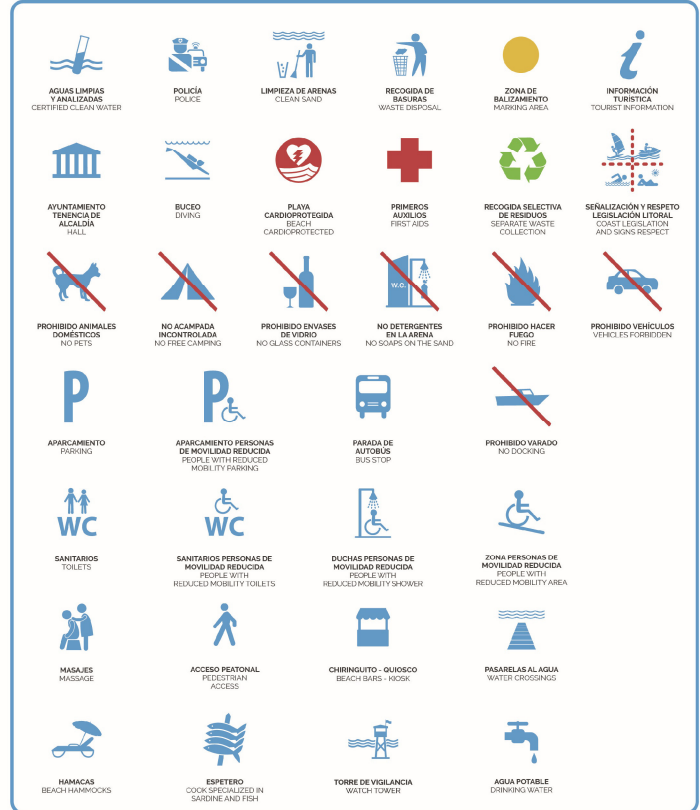 AGUAS LIMPIAS
Y ANALIZADAS
CERTIFIED CLEAN WATER
POLICÍA
POLICE
LIMPIEZA DE ARENAS
CLEAN SAND
RECOGIDA DE
BASURAS
WASTE DISPOSAL
ZONA DE
BALIZAMIENTO
MARKING AREA
INFORMACIÓN
TURÍSTICA
TOURIST INFORMATION
AYUNTAMIENTO
TENENCIA DE
ALCALDÍA
HALL
BUCEO
DIVING
PLAYA
CARDIOPROTEGIDA
BEACH
CARDIOPROTECTED
PRIMEROS
AUXILIOS
FIRST AIDS
RECOGIDA SELECTIVA
DE RESIDUOS
SEPARATE WASTE
COLLECTION
SEÑALIZACIÓN Y RESPETO
LEGISLACIÓN LITORAL
COAST LEGISLATION
AND SIGNS RESPECT
PROHIBIDO ANIMALES
DOMÉSTICOS
NO PETS
NO ACAMPADA
INCONTROLADA
NO FREE CAMPING
PROHIBIDO ENVASES
DE VIDRIO
NO GLASS CONTAINERS
W.O.
NO DETERGENTES
EN LA ARENA
NO SOAPS ON THE SAND
PROHIBIDO HACER
FUEGO
NO FIRE
PROHIBIDO VEHÍCULOS
VEHICLES FORBIDDEN
P
APARCAMIENTO
PARKING
P
APARCAMIENTO PERSONAS
DE MOVILIDAD REDUCIDA
PEOPLE WITH REDUCED
MOBILITY PARKING
PARADA DE
AUTOBÚS
BUS STOP
PROHIBIDO VARADO
NO DOCKING
WC
SANITARIOS
TOILETS
WC
SANITARIOS PERSONAS DE
MOVILIDAD REDUCIDA
PEOPLE WITH
REDUCED MOBILITY TOILETS
DUCHAS PERSONAS DE
MOVILIDAD REDUCIDA
PEOPLE WITH
REDUCED MOBILITY SHOWER
ZONA PERSONAS DE
MOVILIDAD REDUCIDA
PEOPLE WITH
REDUCED MOBILITY AREA
MASAJES
MASSAGE
ACCESO PEATONAL
PEDESTRIAN
ACCESS
CHIRINGUITO - QUIOSCO
BEACH BARS - KIOSK
PASARELAS AL AGUA
WATER CROSSINGS
HAMACAS
BEACH HAMMOCKS
ESPETERO
COOK SPECIALIZED IN
SARDINE AND FISH
TORRE DE VIGILANCIA
WATCH TOWER
AGUA POTABLE
DRINKING WATER